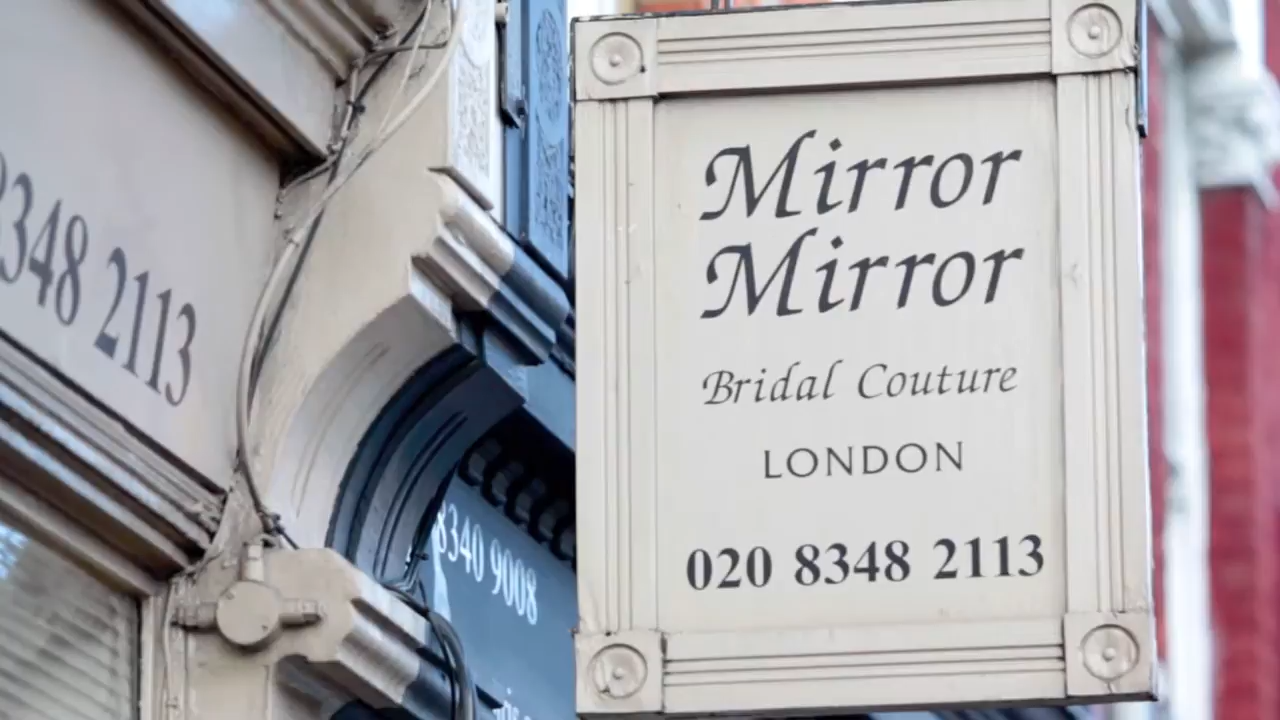 8348 2113
Mirror
Mirror
Bridal Couture
LONDON
020 8348 2113
8340 9008